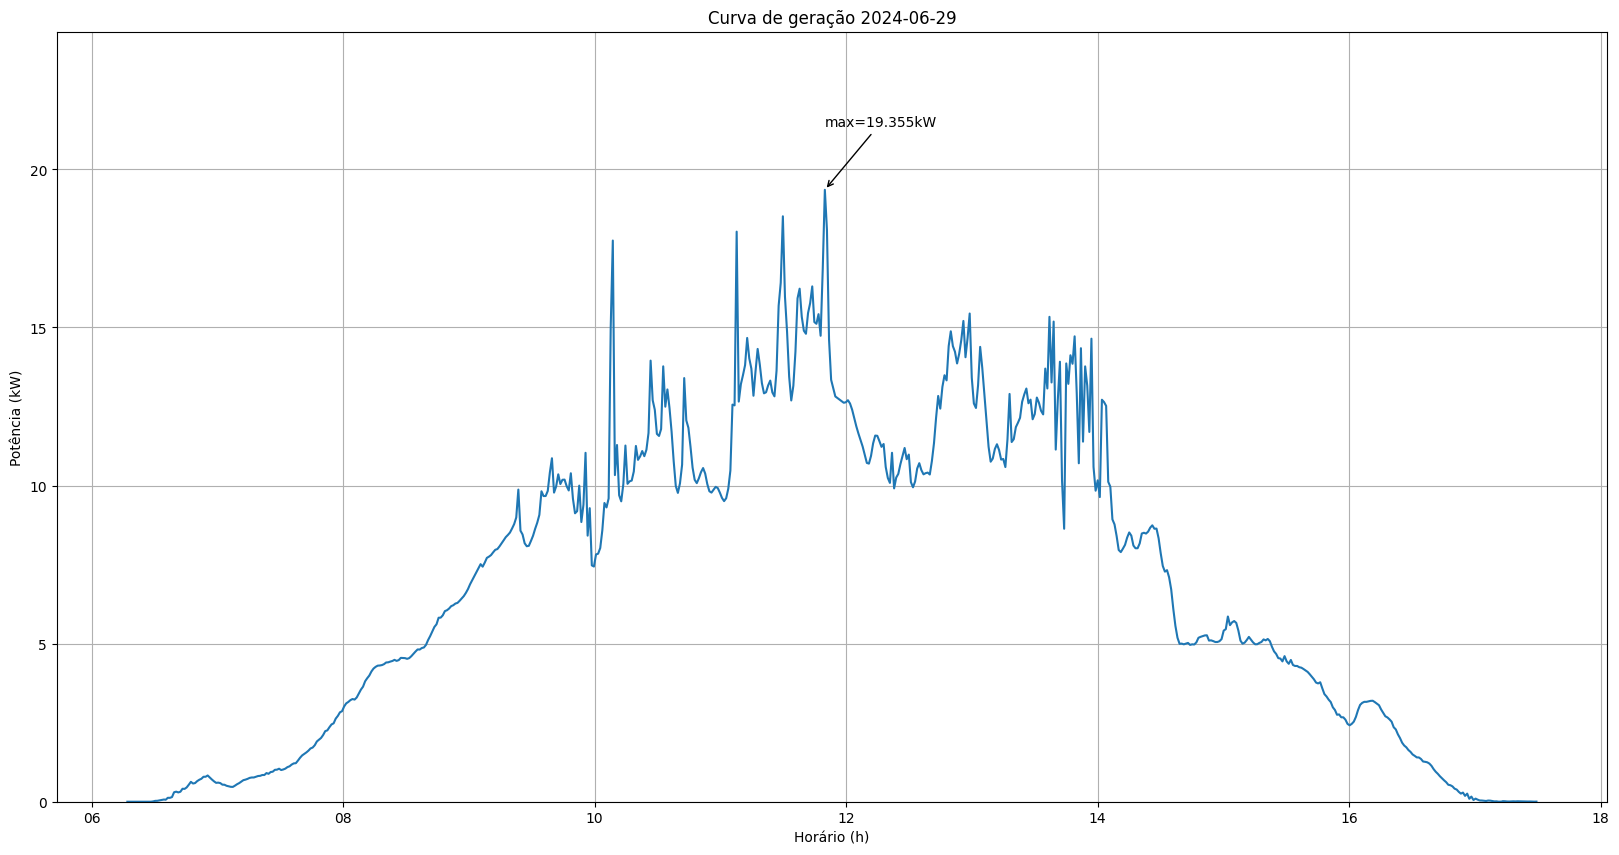 Curva de geração 2024-06-29
max=19.355kW
20
15
10
5
0
Potência (kW)
06 08 10 12 14 16 18
Horário (h)